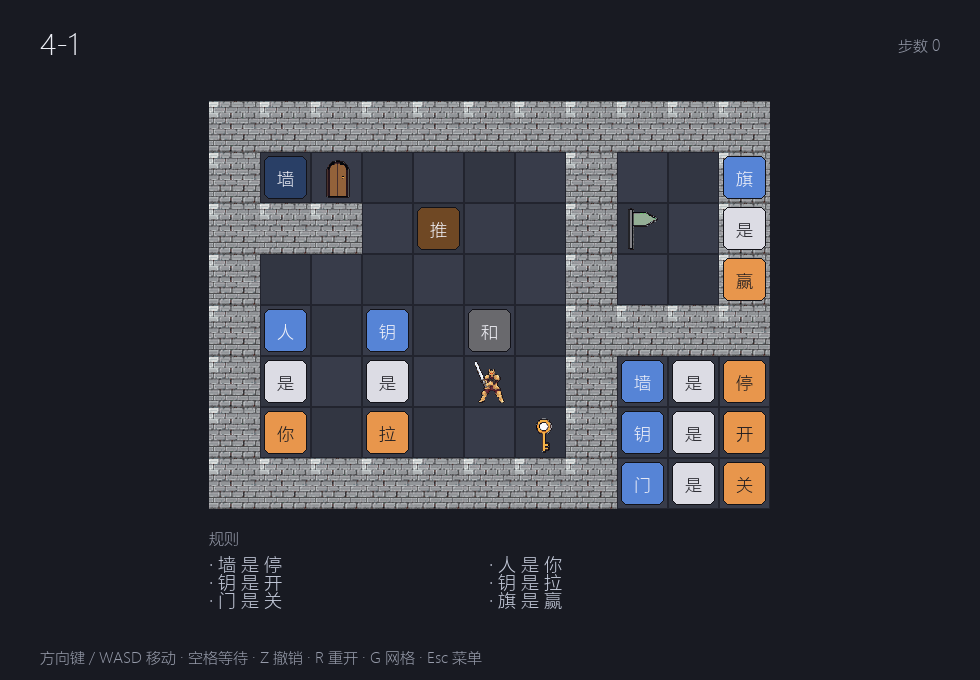 4-1
步数 0
墙 旗
推 是
赢
人 钥 和
是 是 墙 是 停
你 拉 钥 是 开
门 是 关
规则
· 墙 是 停 · 人 是 你
· 钥 是 开 · 钥 是 拉
· 门 是 关 · 旗 是 赢
方向键 / WASD 移动 · 空格等待 · Z 撤销 · R 重开 · G 网格 · Esc 菜单